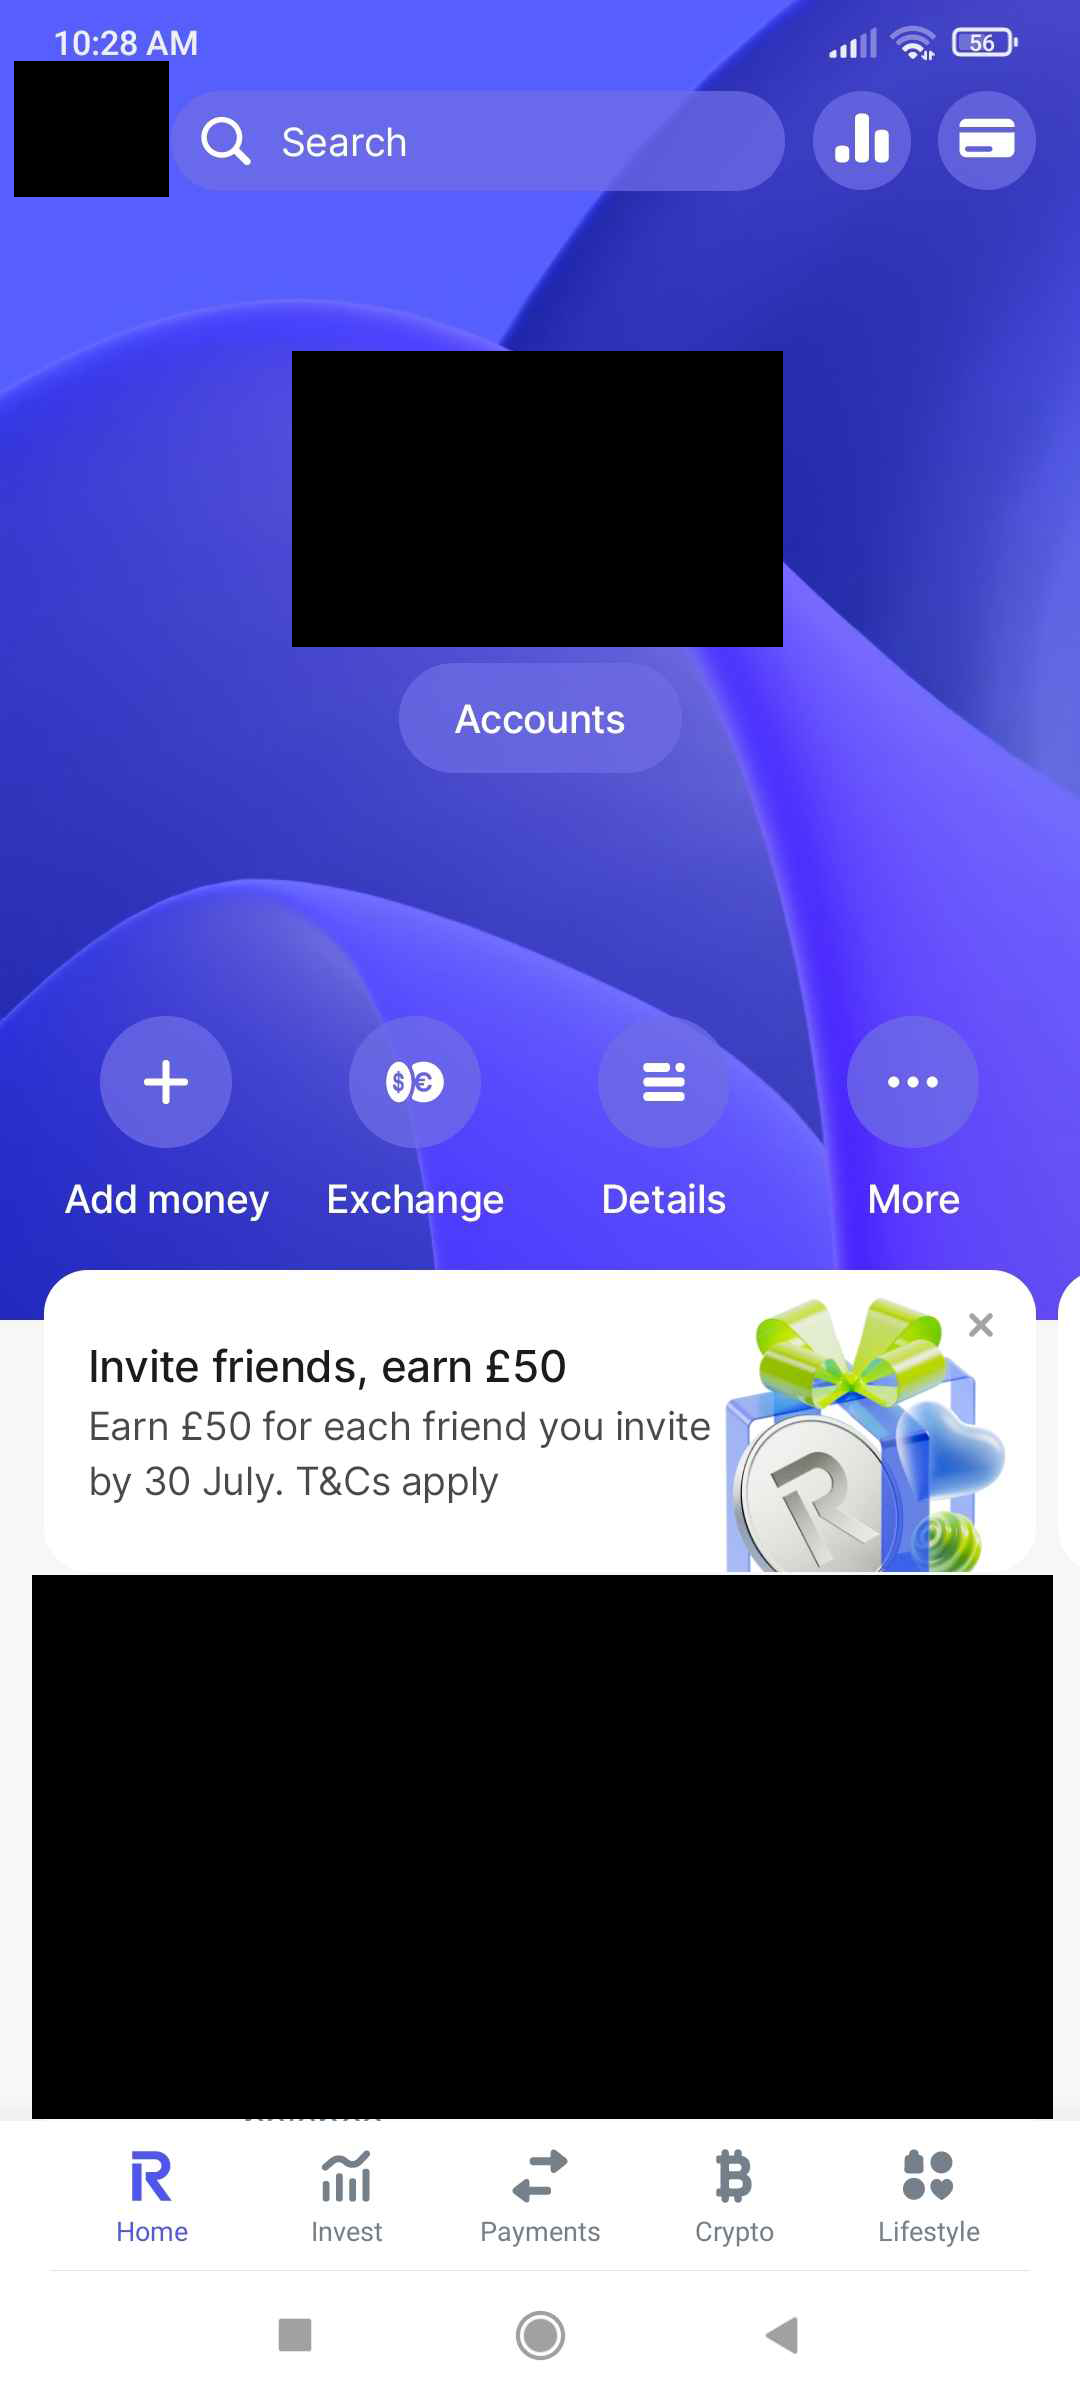 10:28 AM
56
Search
Accounts
$ €
Add money
Exchange
Details
More
Invite friends, earn £50
Earn £50 for each friend you invite
by 30 July. T&Cs apply
Home
Invest
Payments
Crypto
Lifestyle